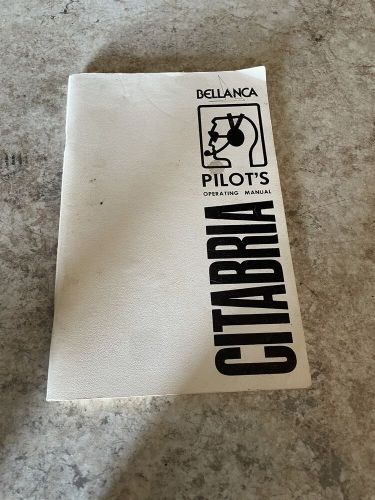 BELLANCA
PILOT'S
OPERATING MANUAL
CITABRIA